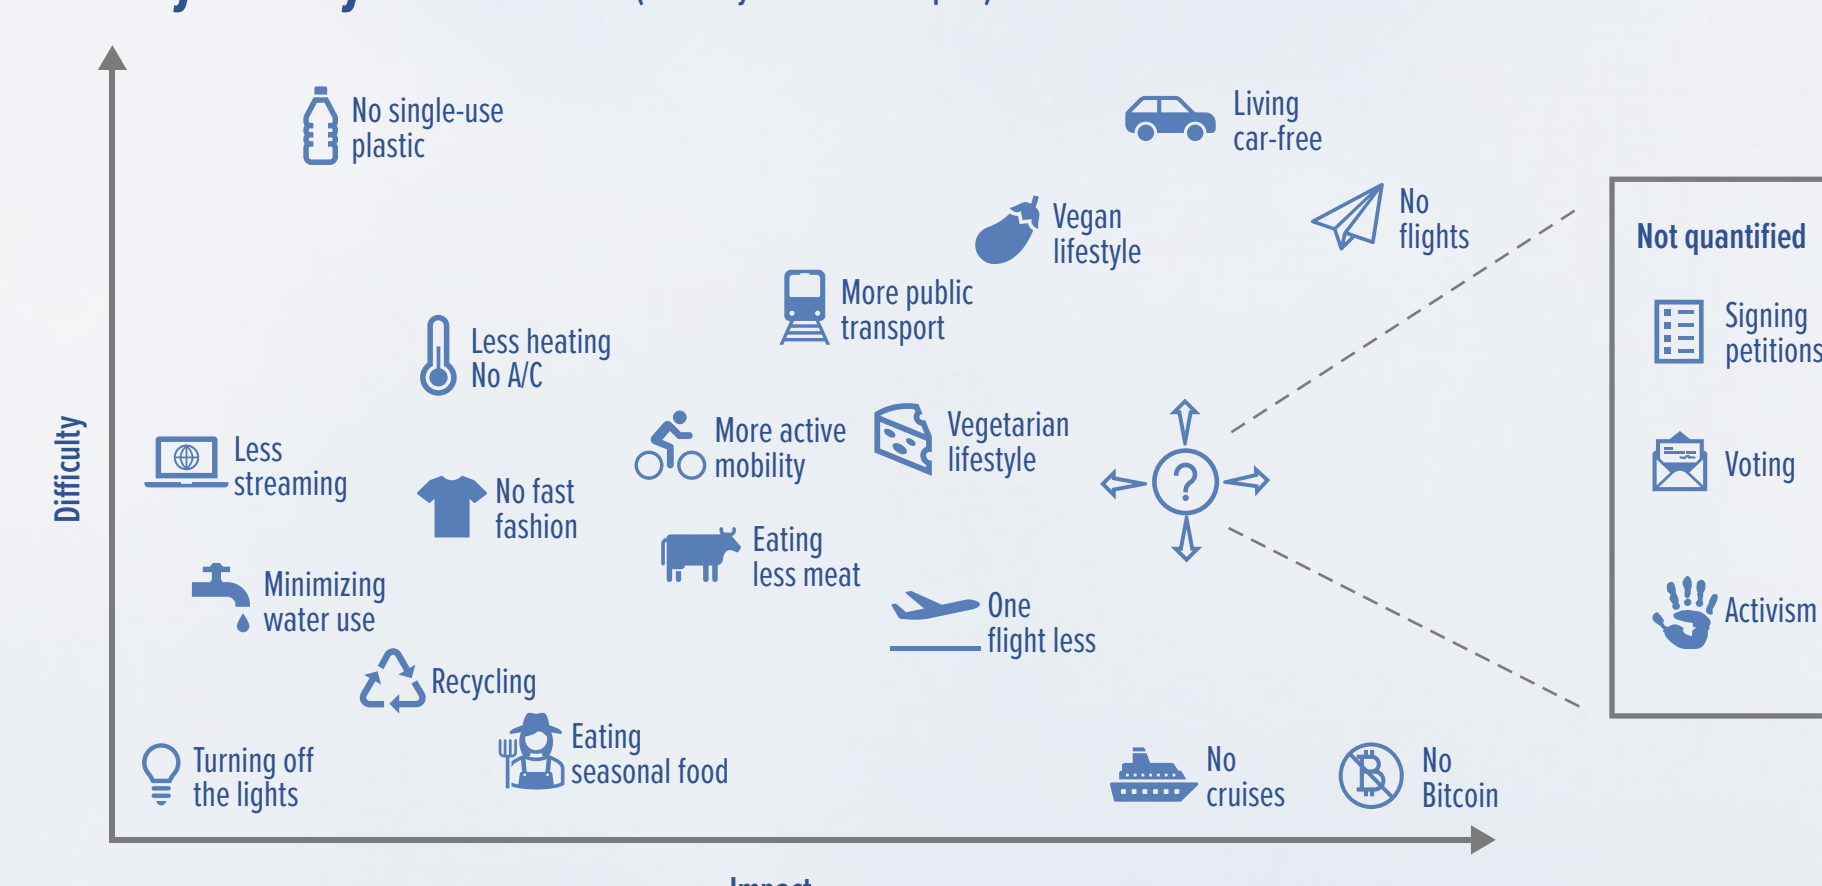 No single-use
plastic
Living
car-free
No
flights
Vegan
lifestyle
Not quantified
More public
transport
Signing
petitions
Less heating
No A/C
More active
mobility
Vegetarian
lifestyle
Less
streaming
Difficulty
?
Voting
No fast
fashion
Eating
less meat
Minimizing
water use
One
flight less
Activism
Recycling
Eating
seasonal food
Turning off
the lights
No
cruises
No
Bitcoin
Impact